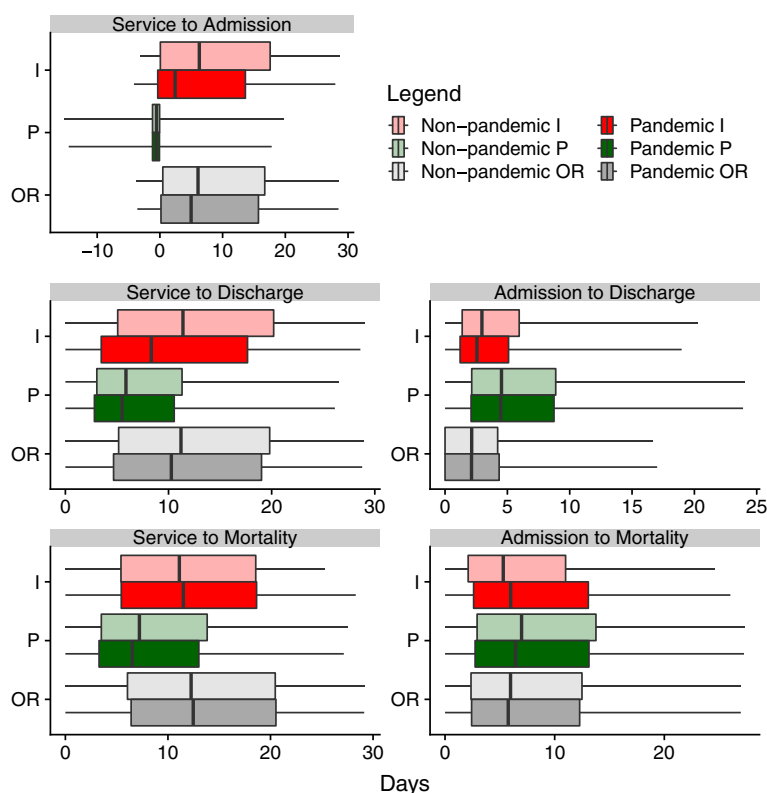 Service to Admission
I
P
OR
−10 0 10 20 30
Legend
Non−pandemic I Pandemic I
Non−pandemic P Pandemic P
Non−pandemic OR Pandemic OR
Service to Discharge Admission to Discharge
I I
P P
OR OR
0 10 20 30 0 5 10 15 20 25
Service to Mortality Admission to Mortality
I I
P P
OR OR
0 10 20 30 0 10 20
Days